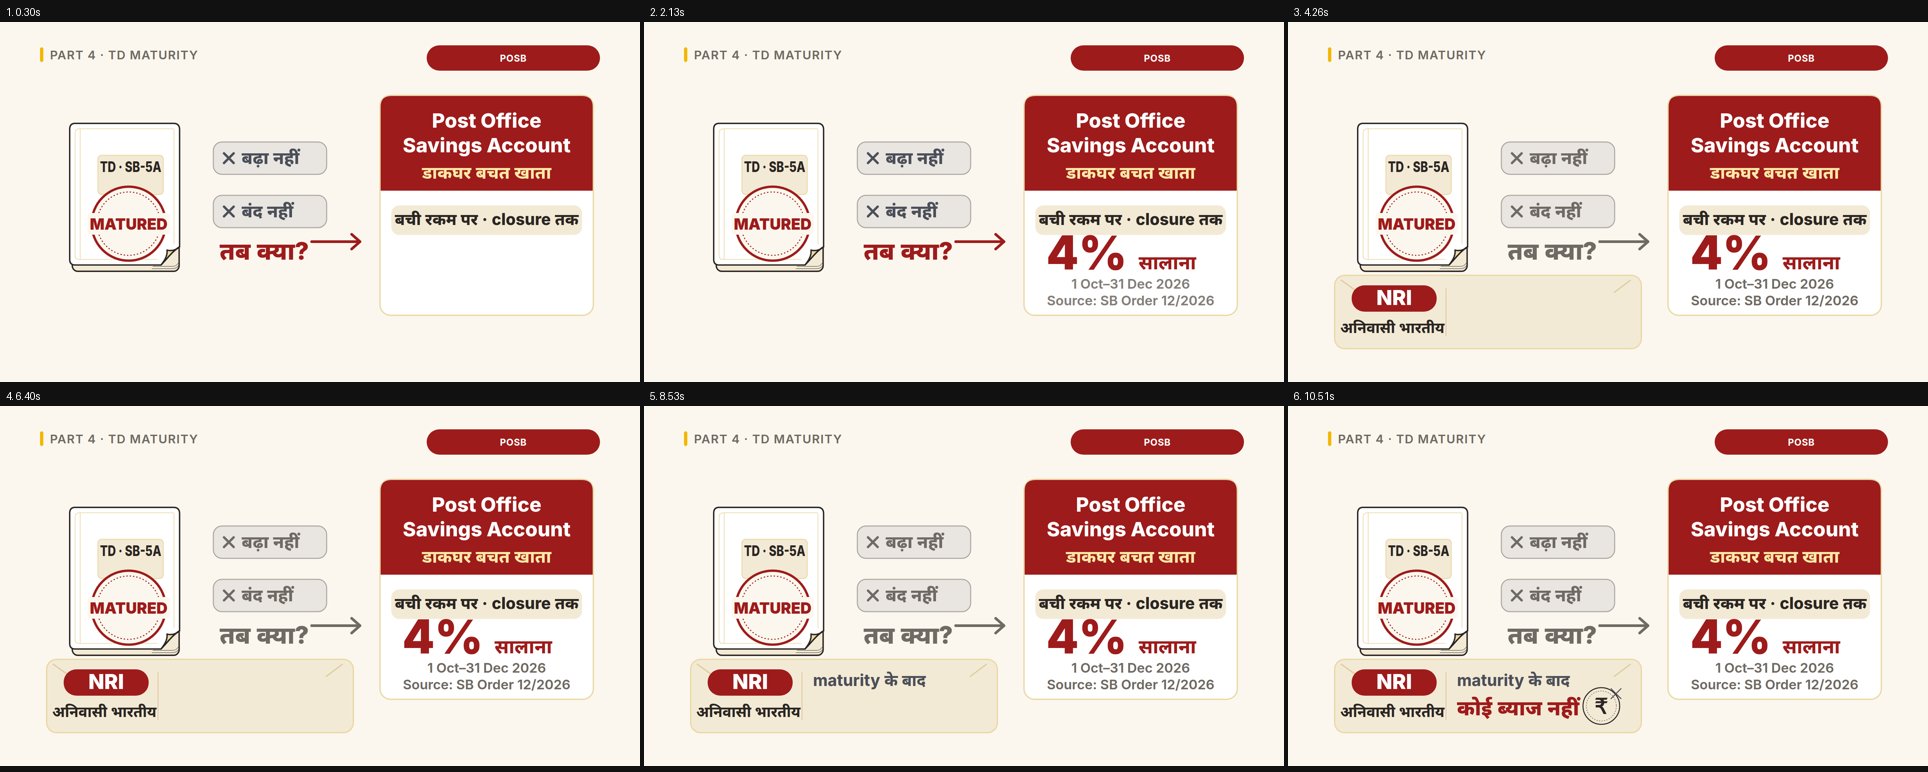 1. 0.30s
PART 4 · TD MATURITY
POSB
TD · SB-5A
MATURED
× बढ़ा नहीं
× बंद नहीं
तब क्या?
Post Office
Savings Account
डाकघर बचत खाता
बची रकम पर · closure तक
2. 2.13s
PART 4 · TD MATURITY
POSB
TD · SB-5A
MATURED
× बढ़ा नहीं
× बंद नहीं
तब क्या?
Post Office
Savings Account
डाकघर बचत खाता
बची रकम पर · closure तक
4% सालाना
1 Oct–31 Dec 2026
Source: SB Order 12/2026
3. 4.26s
PART 4 · TD MATURITY
POSB
TD · SB-5A
MATURED
× बढ़ा नहीं
× बंद नहीं
तब क्या?
Post Office
Savings Account
डाकघर बचत खाता
बची रकम पर · closure तक
4% सालाना
1 Oct–31 Dec 2026
Source: SB Order 12/2026
NRI
अनिवासी भारतीय
4. 6.40s
PART 4 · TD MATURITY
POSB
TD · SB-5A
MATURED
× बढ़ा नहीं
× बंद नहीं
तब क्या?
Post Office
Savings Account
डाकघर बचत खाता
बची रकम पर · closure तक
4% सालाना
1 Oct–31 Dec 2026
Source: SB Order 12/2026
NRI
अनिवासी भारतीय
5. 8.53s
PART 4 · TD MATURITY
POSB
TD · SB-5A
MATURED
× बढ़ा नहीं
× बंद नहीं
तब क्या?
Post Office
Savings Account
डाकघर बचत खाता
बची रकम पर · closure तक
4% सालाना
1 Oct–31 Dec 2026
Source: SB Order 12/2026
NRI
अनिवासी भारतीय
maturity के बाद
6. 10.51s
PART 4 · TD MATURITY
POSB
TD · SB-5A
MATURED
× बढ़ा नहीं
× बंद नहीं
तब क्या?
Post Office
Savings Account
डाकघर बचत खाता
बची रकम पर · closure तक
4% सालाना
1 Oct–31 Dec 2026
Source: SB Order 12/2026
NRI
अनिवासी भारतीय
maturity के बाद
कोई ब्याज नहीं ₹